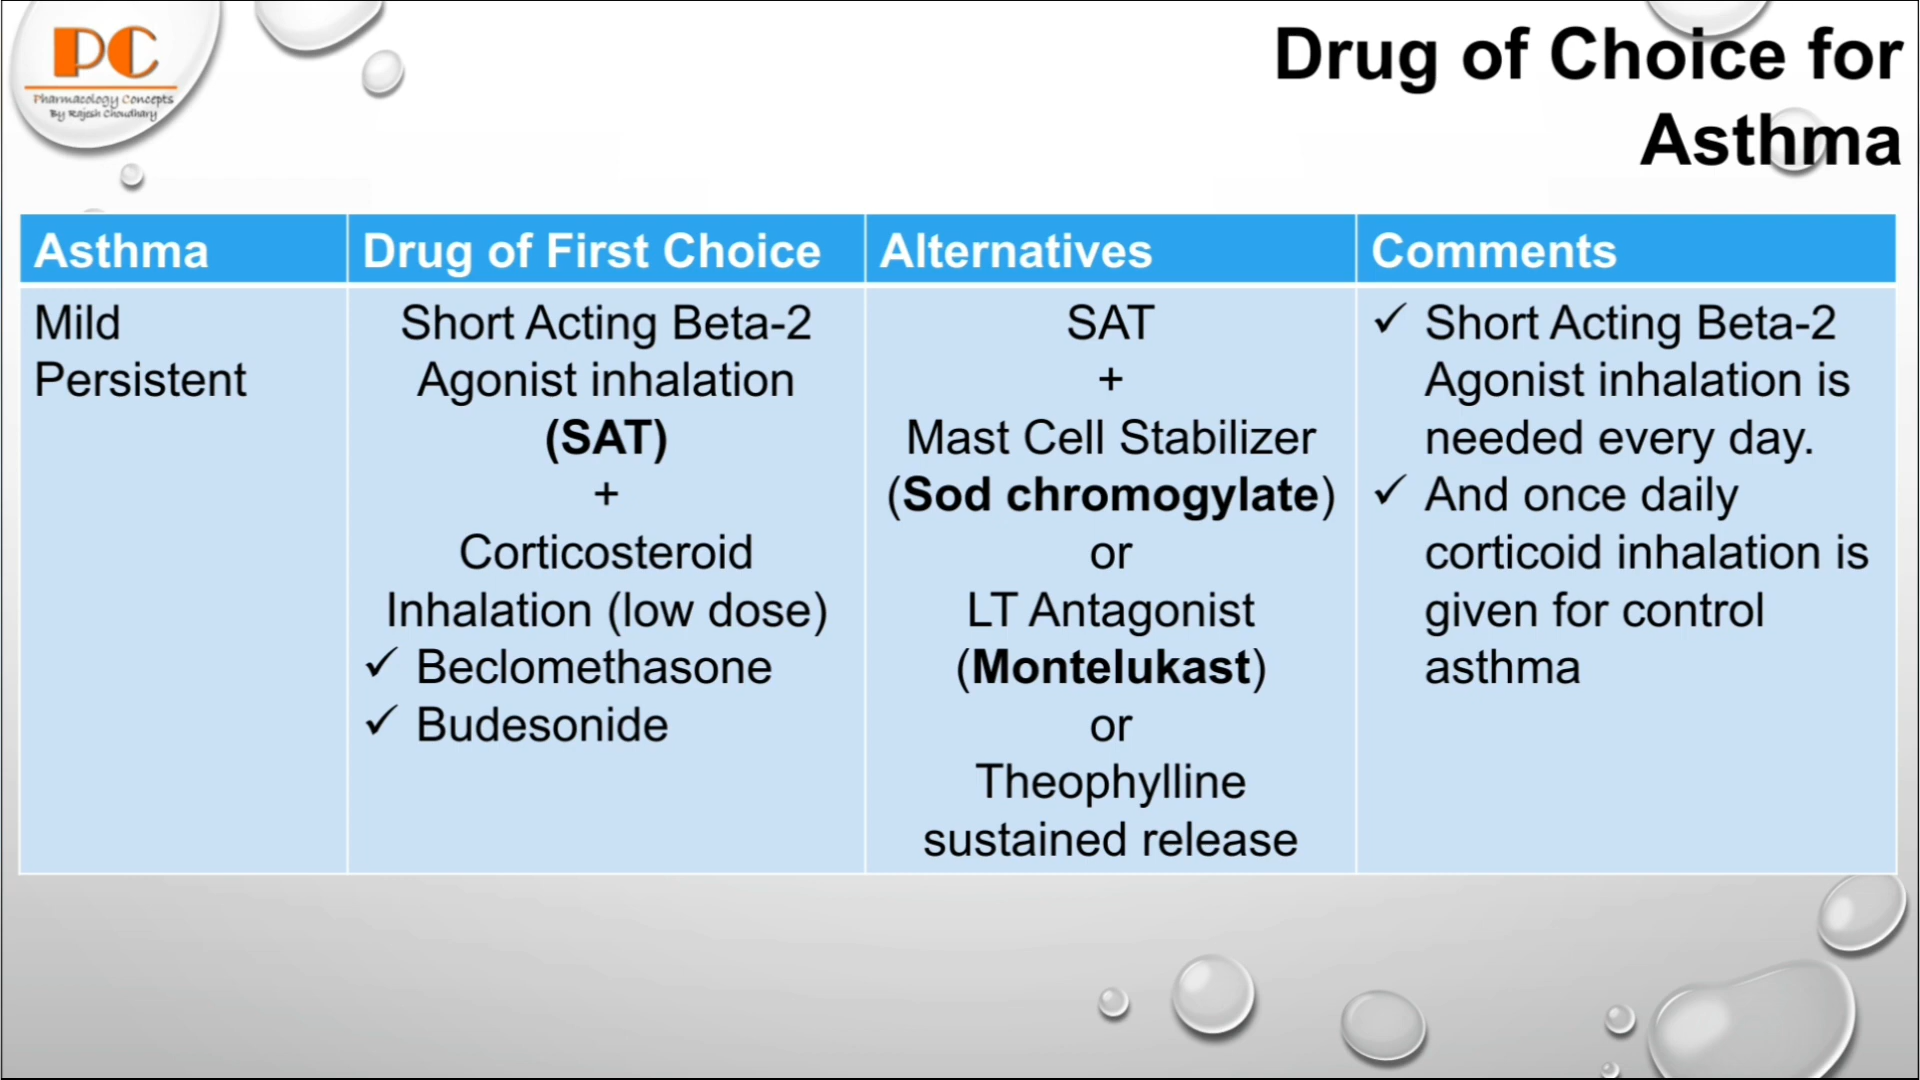 PC
Pharmacology Concepts
By Rajesh Choudhary
Drug of Choice for
Asthma
Asthma
Drug of First Choice
Alternatives
Comments
Mild
Persistent
Short Acting Beta-2
Agonist inhalation
(SAT)
+
Corticosteroid
Inhalation (low dose)
✓ Beclomethasone
✓ Budesonide
SAT
+
Mast Cell Stabilizer
(Sod chromogylate)
or
LT Antagonist
(Montelukast)
or
Theophylline
sustained release
✓ Short Acting Beta-2
Agonist inhalation is
needed every day.
✓ And once daily
corticoid inhalation is
given for control
asthma